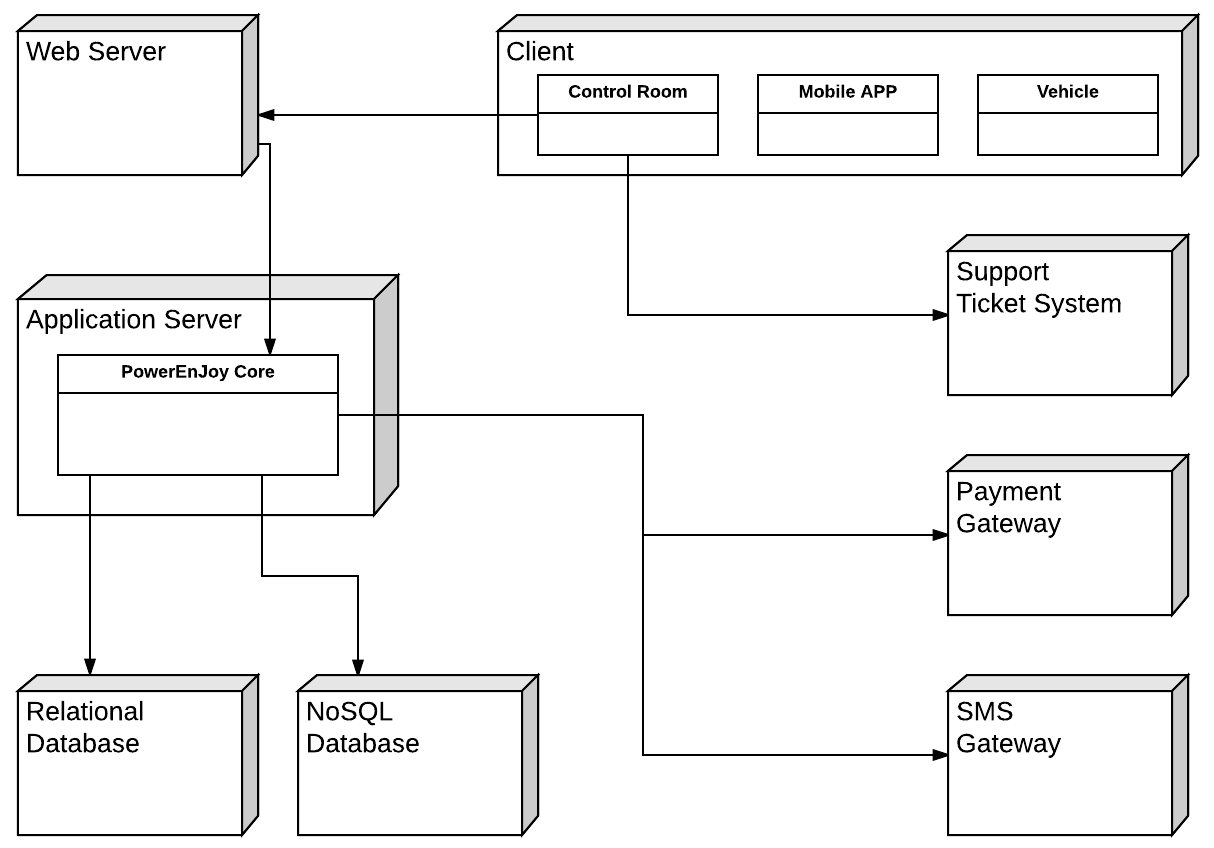 Web Server
Client
Control Room
Mobile APP
Vehicle
Support
Ticket System
Application Server
PowerEnJoy Core
Payment
Gateway
Relational
Database
NoSQL
Database
SMS
Gateway